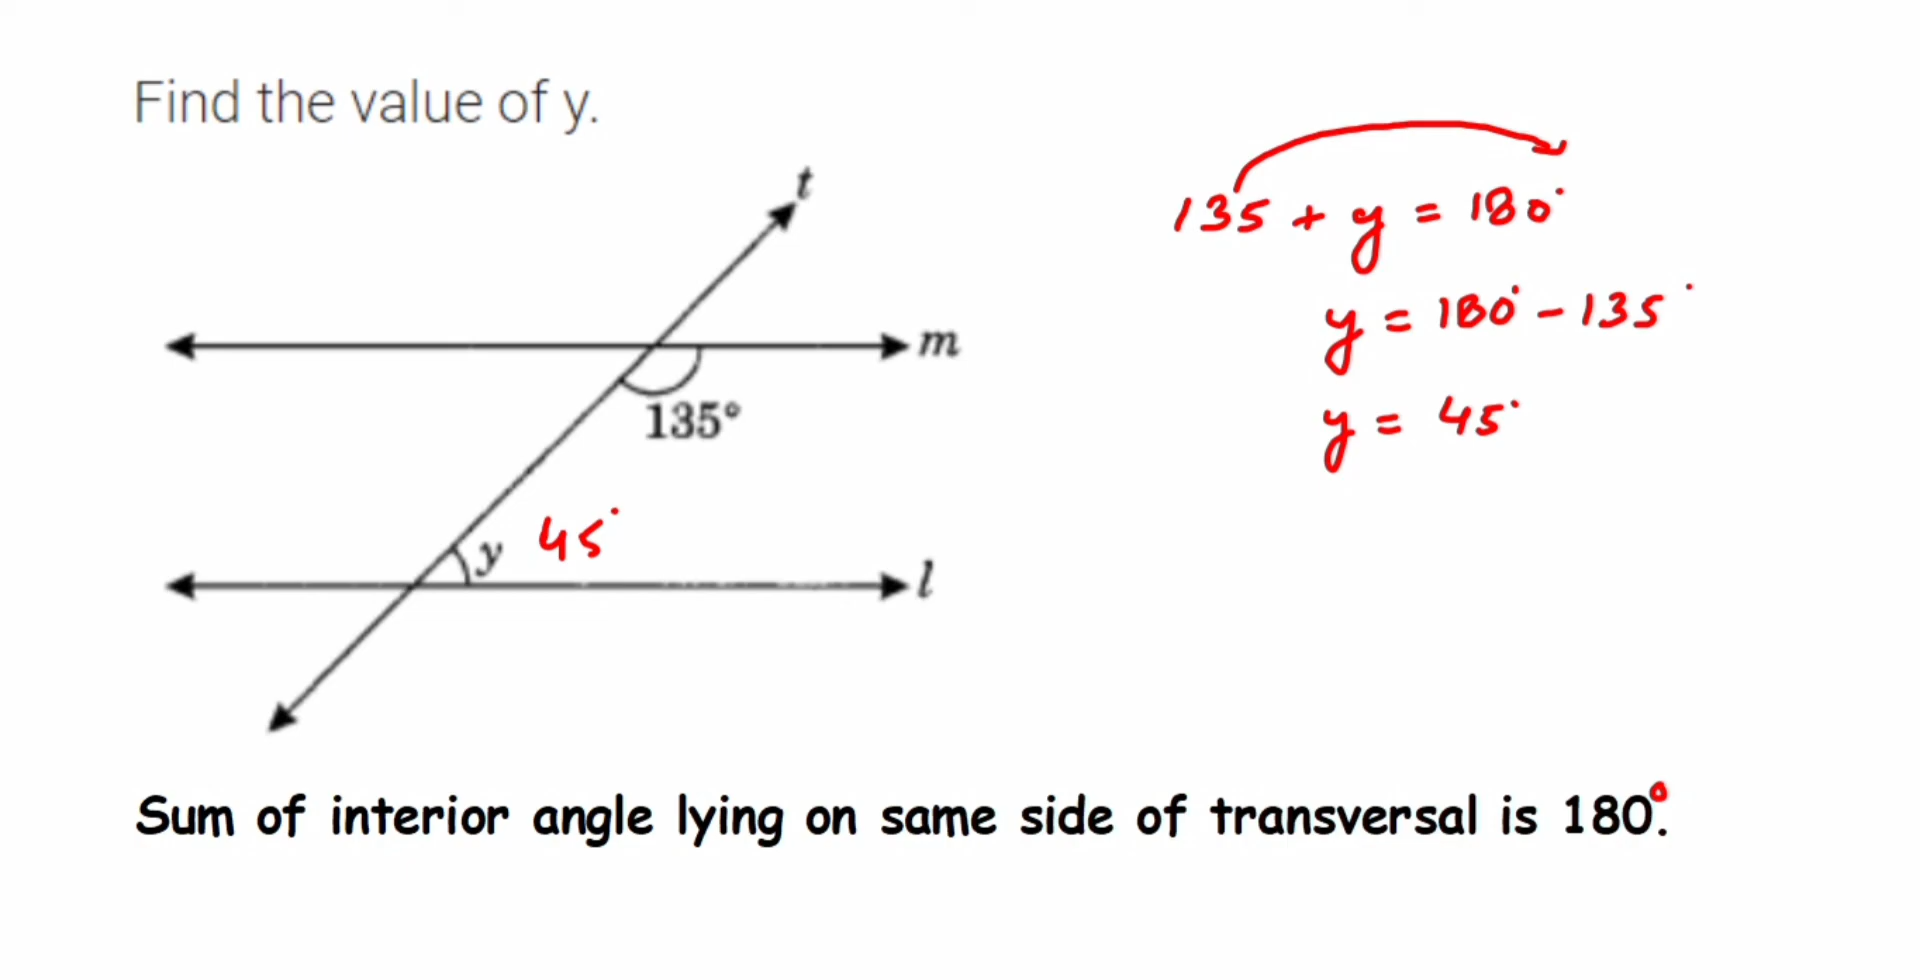 Find the value of y.
t
135 + y = 180°
m
y = 180° - 135°
135°
y = 45°
y 45°
l
Sum of interior angle lying on same side of transversal is 180°.